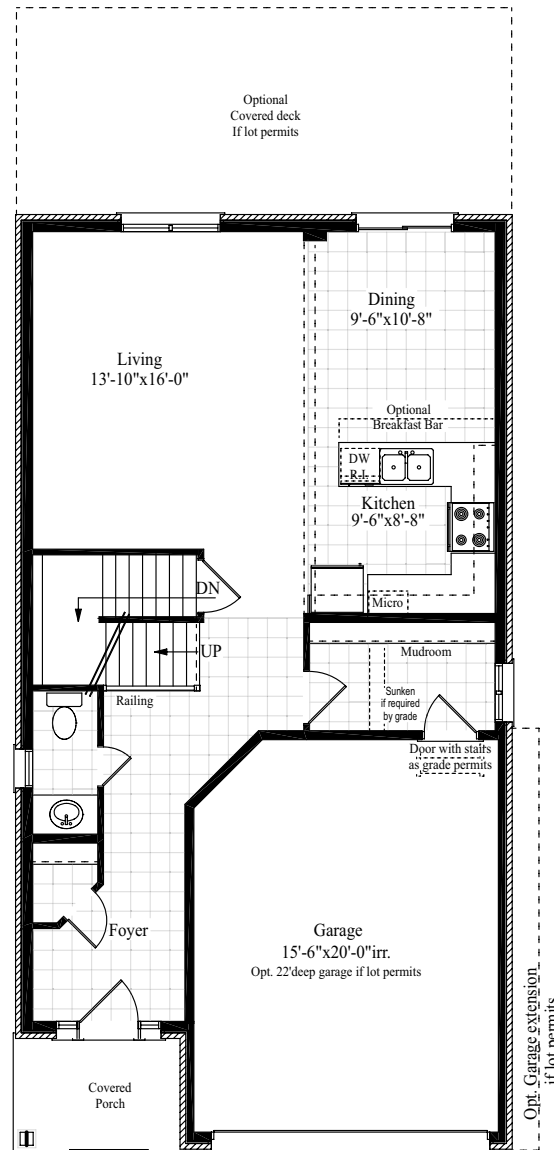 Optional
Covered deck
If lot permits
Dining
9'-6"x10'-8"
Living
13'-10"x16'-0"
Optional
Breakfast Bar
DW
R.I.
Kitchen
9'-6"x8'-8"
DN
Micro
UP
Mudroom
Railing
Sunken
if required
by grade
Door with stairs
as grade permits
Foyer
Garage
15'-6"x20'-0"irr.
Opt. 22'deep garage if lot permits
Opt. Garage extension
if lot permits
Covered
Porch